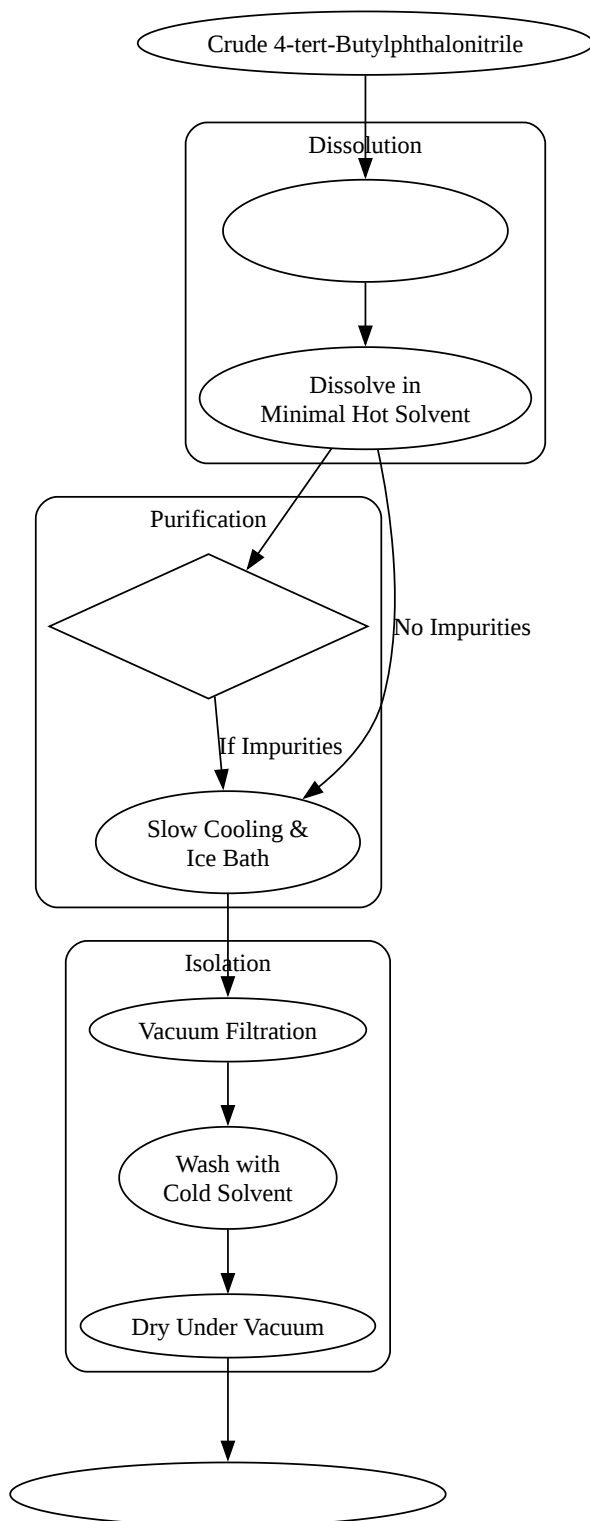 Crude 4-tert-Butylphthalonitrile
Dissolution
Dissolve in
Minimal Hot Solvent
Purification
No Impurities
If Impurities
Slow Cooling &
Ice Bath
Isolation
Vacuum Filtration
Wash with
Cold Solvent
Dry Under Vacuum